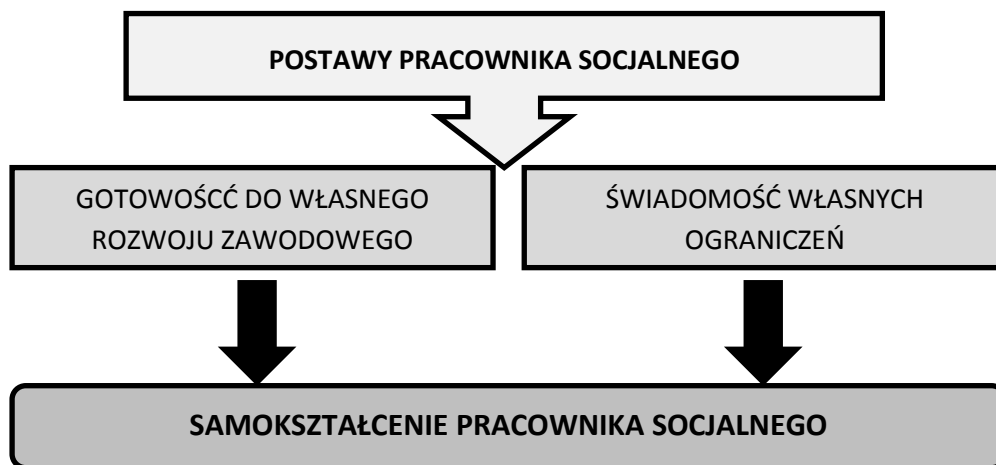 POSTAWY PRACOWNIKA SOCJALNEGO
GOTOWOŚCĆ DO WŁASNEGO
ROZWOJU ZAWODOWEGO
ŚWIADOMOŚĆ WŁASNYCH
OGRANICZEŃ
SAMOKSZTAŁCENIE PRACOWNIKA SOCJALNEGO